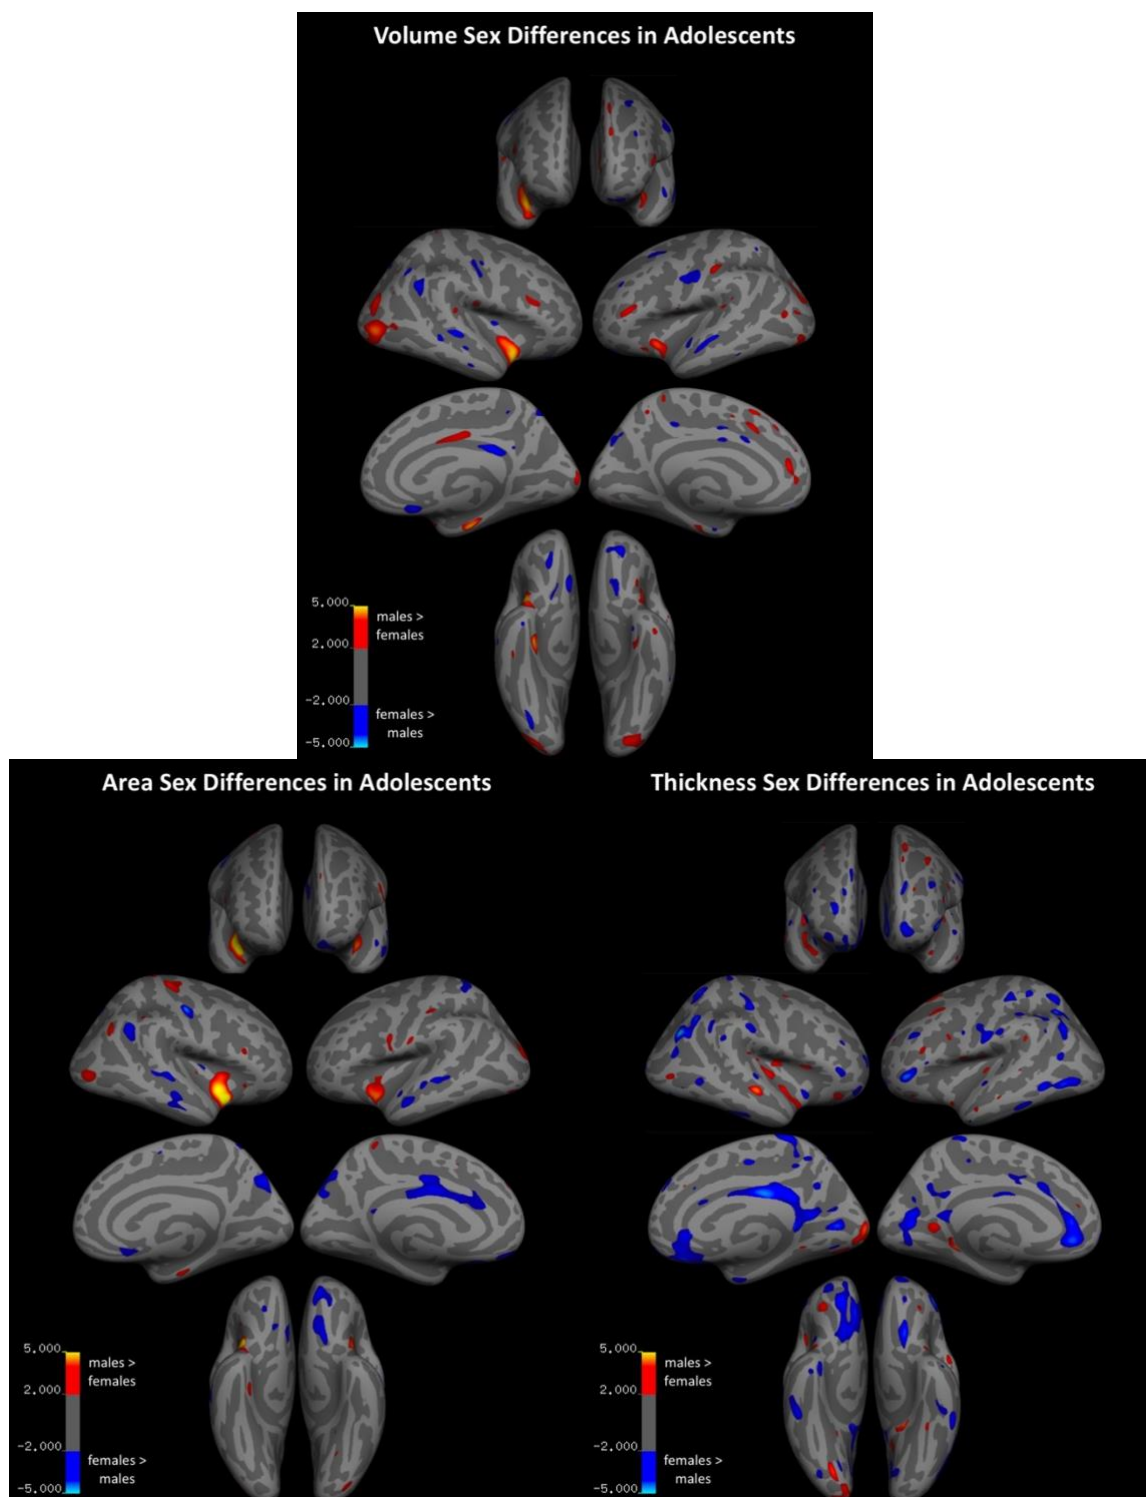 Volume Sex Differences in Adolescents
5.000
males >
females
2.000
-2.000
females >
males
-5.000
Area Sex Differences in Adolescents
5.000
males >
females
2.000
-2.000
females >
males
-5.000
Thickness Sex Differences in Adolescents
5.000
males >
females
2.000
-2.000
females >
males
-5.000